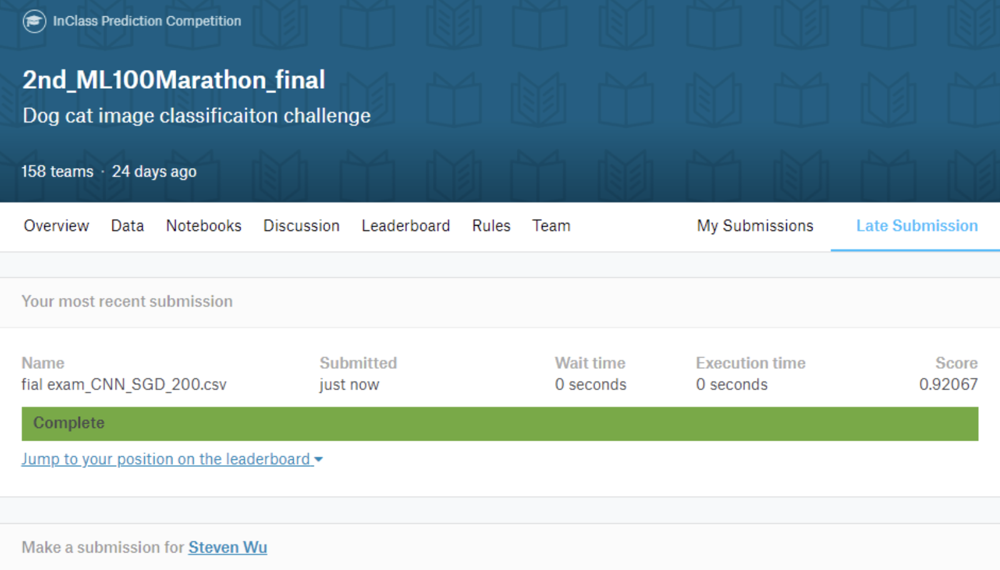 InClass Prediction Competition
2nd_ML100Marathon_final
Dog cat image classificaiton challenge
158 teams · 24 days ago
Overview Data Notebooks Discussion Leaderboard Rules Team My Submissions Late Submission
Your most recent submission
Name Submitted Wait time Execution time Score
fial exam_CNN_SGD_200.csv just now 0 seconds 0 seconds 0.92067
Complete
Jump to your position on the leaderboard
Make a submission for Steven Wu